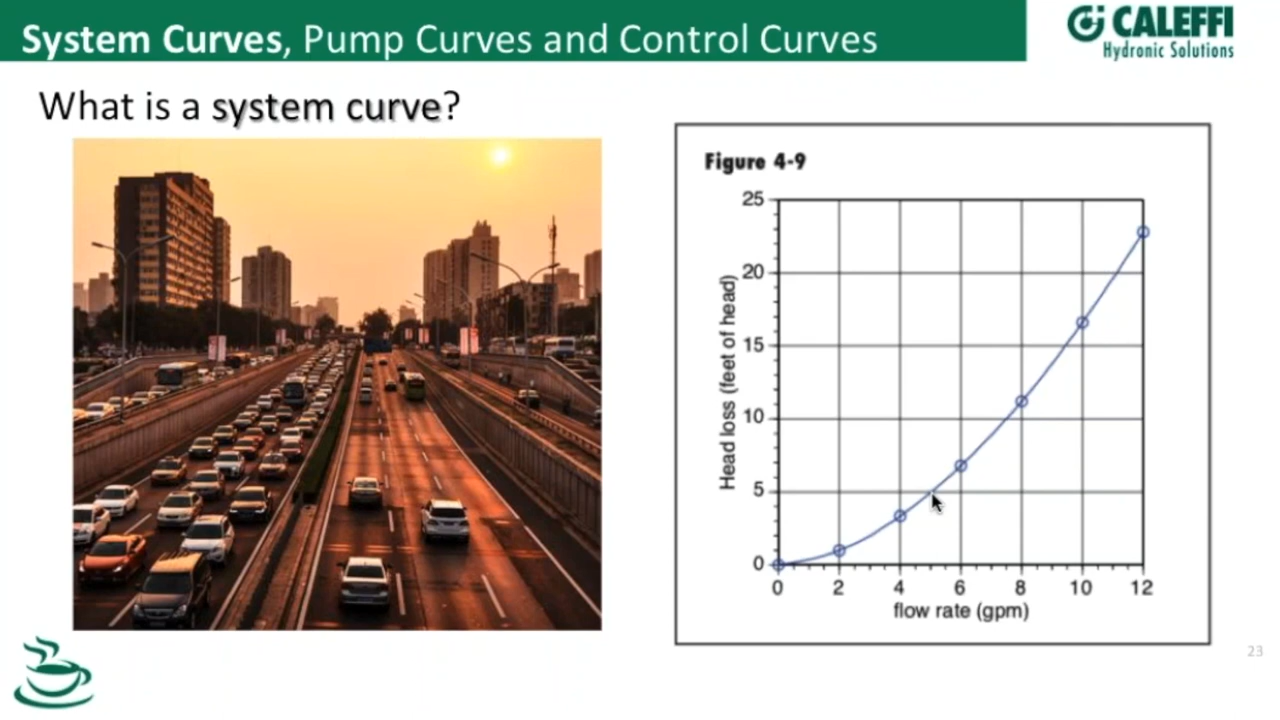 System Curves, Pump Curves and Control Curves
CALEFFI
Hydronic Solutions
What is a system curve?
Figure 4-9
25
20
15
10
5
0
Head loss (feet of head)
0 2 4 6 8 10 12
flow rate (gpm)
23